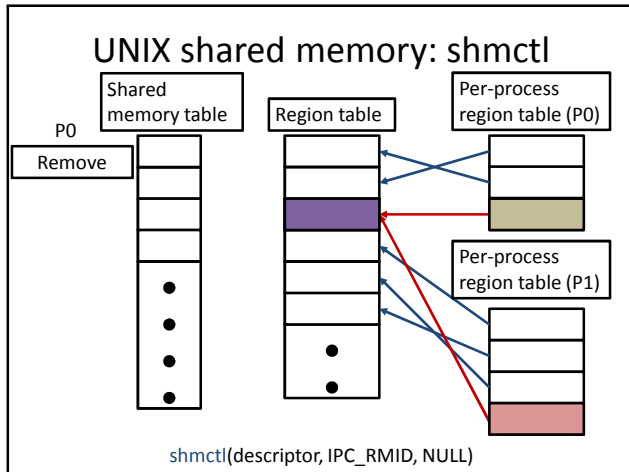 UNIX shared memory: shmctl
Shared
memory table
Region table
Per-process
region table (P0)
P0
Remove
Per-process
region table (P1)
shmctl(descriptor, IPC_RMID, NULL)